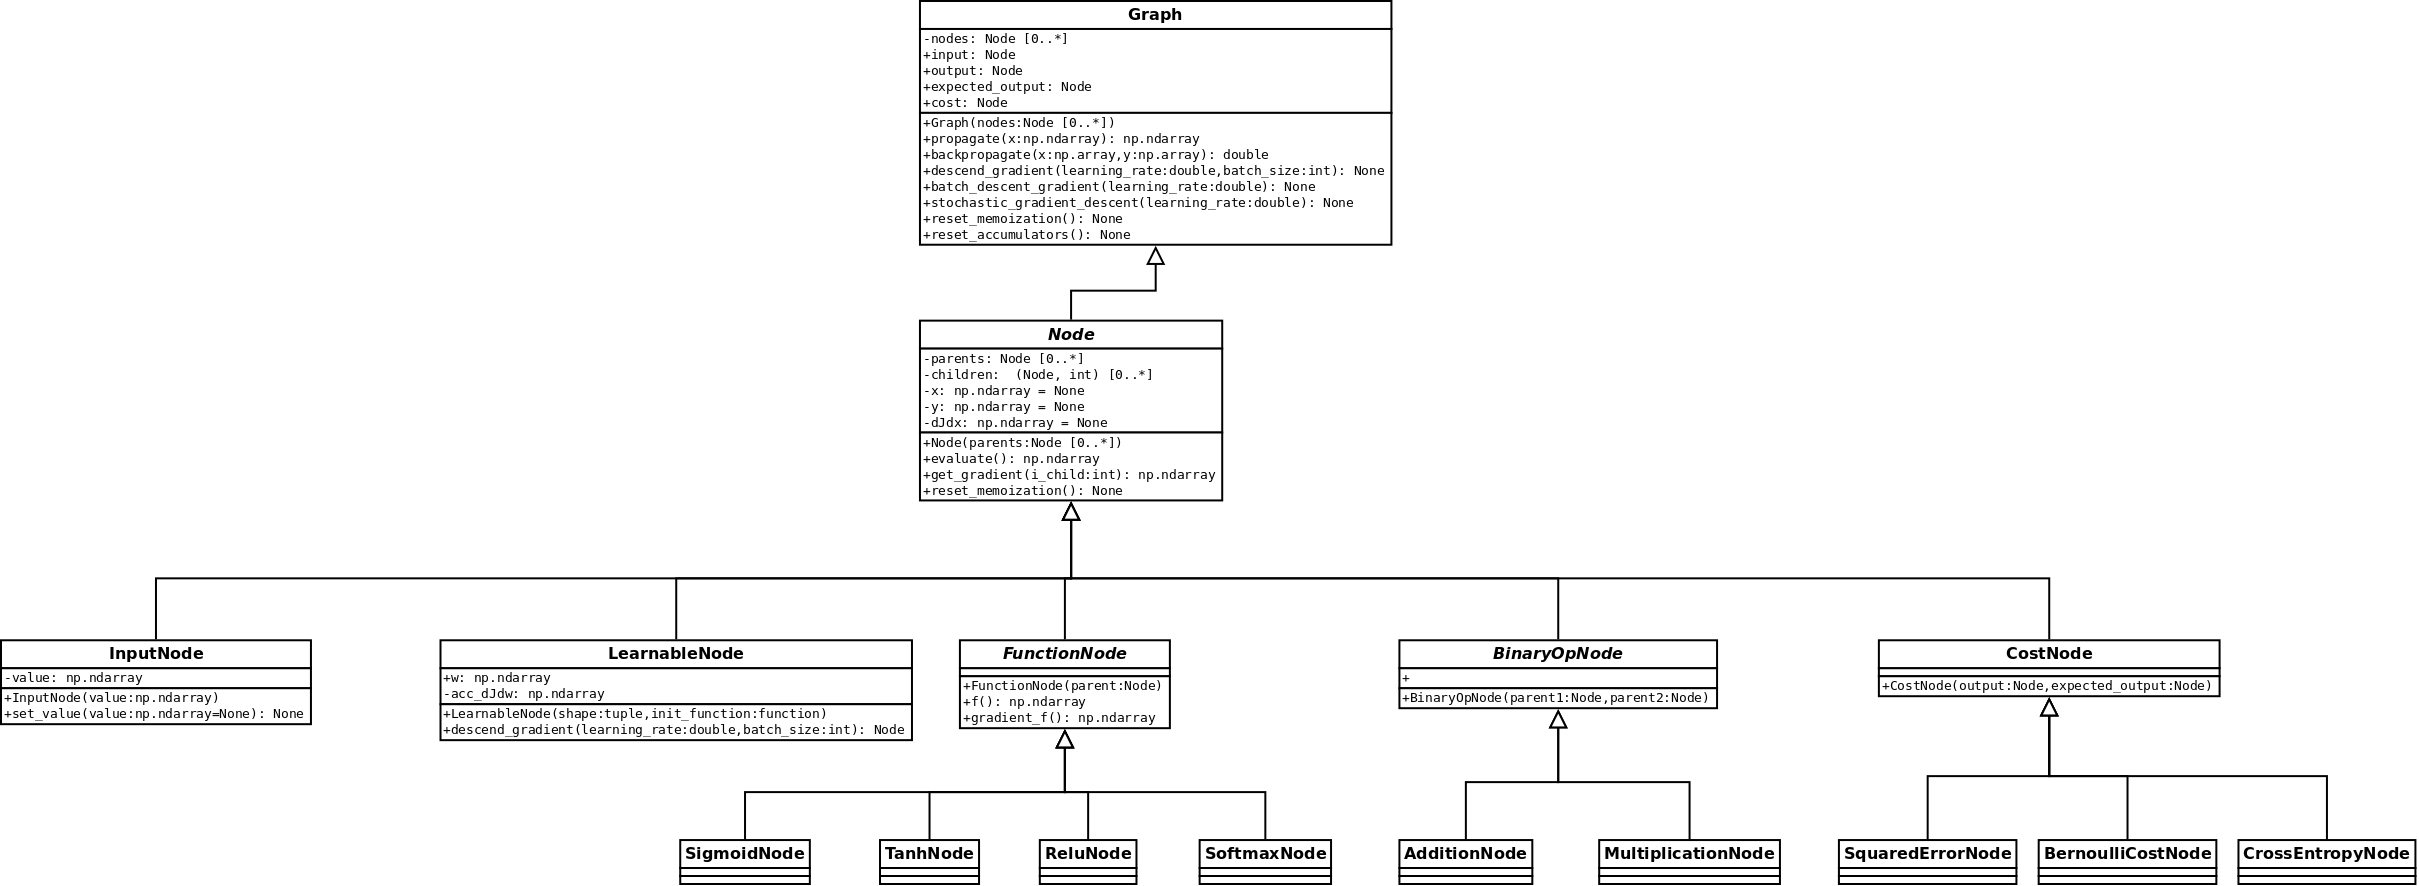 Graph
-nodes: Node [0..*]
+input: Node
+output: Node
+expected_output: Node
+cost: Node
+Graph(nodes:Node [0..*])
+propagate(x:np.ndarray): np.ndarray
+backpropagate(x:np.array,y:np.array): double
+descend_gradient(learning_rate:double,batch_size:int): None
+batch_descent_gradient(learning_rate:double): None
+stochastic_gradient_descent(learning_rate:double): None
+reset_memoization(): None
+reset_accumulators(): None
Node
-parents: Node [0..*]
-children:  (Node, int) [0..*]
-x: np.ndarray = None
-y: np.ndarray = None
-dJdx: np.ndarray = None
+Node(parents:Node [0..*])
+evaluate(): np.ndarray
+get_gradient(i_child:int): np.ndarray
+reset_memoization(): None
InputNode
-value: np.ndarray
+InputNode(value:np.ndarray)
+set_value(value:np.ndarray=None): None
LearnableNode
+w: np.ndarray
-acc_dJdw: np.ndarray
+LearnableNode(shape:tuple,init_function:function)
+descend_gradient(learning_rate:double,batch_size:int): Node
FunctionNode
+FunctionNode(parent:Node)
+f(): np.ndarray
+gradient_f(): np.ndarray
BinaryOpNode
+
+BinaryOpNode(parent1:Node,parent2:Node)
CostNode
+CostNode(output:Node,expected_output:Node)
SigmoidNode
TanhNode
ReluNode
SoftmaxNode
AdditionNode
MultiplicationNode
SquaredErrorNode
BernoulliCostNode
CrossEntropyNode